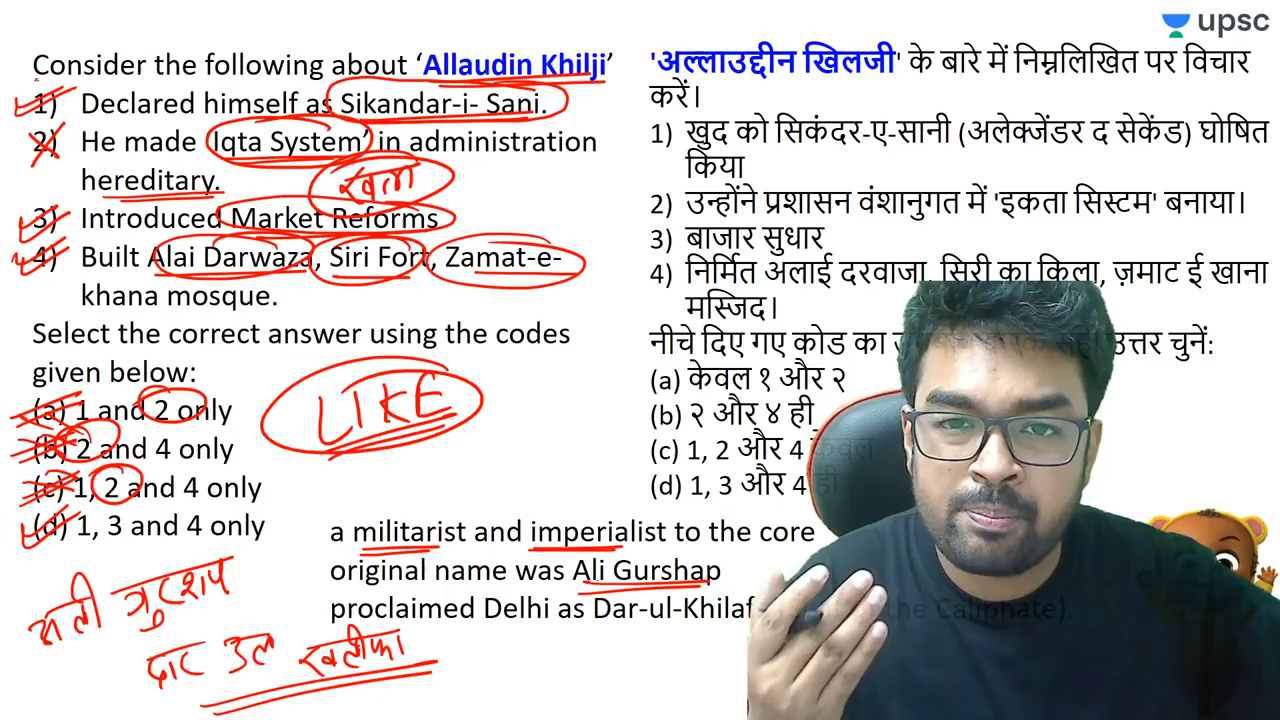 upsc
Consider the following about ‘Allaudin Khilji’
1) Declared himself as Sikandar-i- Sani.
2) He made ‘Iqta System’ in administration
hereditary.
खत्म
3) Introduced Market Reforms
4) Built Alai Darwaza, Siri Fort, Zamat-e-
khana mosque.
Select the correct answer using the codes
given below:
(a) 1 and 2 only
(b) 2 and 4 only
(c) 1, 2 and 4 only
(d) 1, 3 and 4 only
LIKE
'अल्लाउद्दीन खिलजी' के बारे में निम्नलिखित पर विचार
करें।
1) खुद को सिकंदर-ए-सानी (अलेक्जेंडर द सेकेंड) घोषित
किया
2) उन्होंने प्रशासन वंशानुगत में 'इकता सिस्टम' बनाया।
3) बाजार सुधार
4) निर्मित अलाई दरवाजा, सिरी का किला, ज़माट ई खाना
मस्जिद।
नीचे दिए गए कोड का उत्तर चुनें:
(a) केवल १ और २
(b) २ और ४ ही
(c) 1, 2 और 4 केवल
(d) 1, 3 और 4 ही
a militarist and imperialist to the core
original name was Ali Gurshap
proclaimed Delhi as Dar-ul-Khilaf the Caliphate).
अली गुरशप
दार उल खलीफा